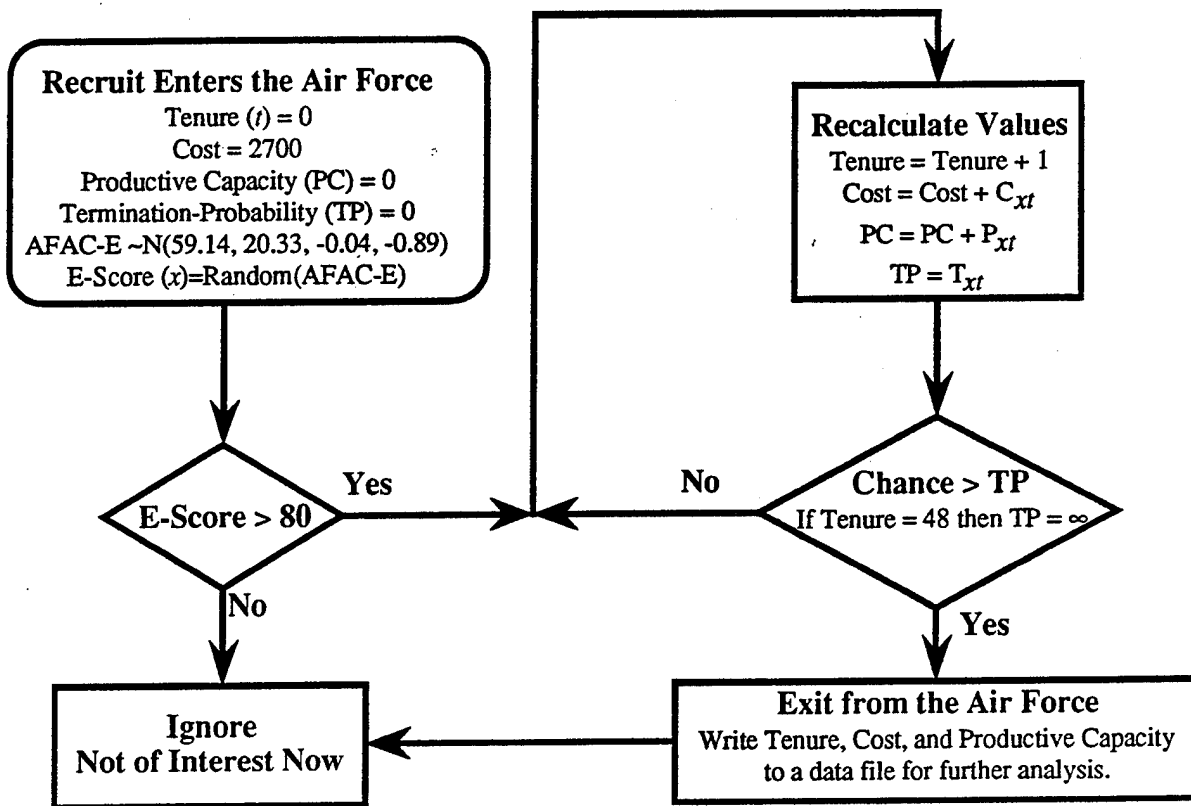 Recruit Enters the Air Force
Tenure (t) = 0
Cost = 2700
Productive Capacity (PC) = 0
Termination-Probability (TP) = 0
AFAC-E ~N(59.14, 20.33, -0.04, -0.89)
E-Score (x)=Random(AFAC-E)
E-Score > 80
Yes
No
Ignore
Not of Interest Now
Recalculate Values
Tenure = Tenure + 1
Cost = Cost + Cxt
PC = PC + Pxt
TP = Txt
Chance > TP
If Tenure = 48 then TP = ∞
No
Yes
Exit from the Air Force
Write Tenure, Cost, and Productive Capacity
to a data file for further analysis.